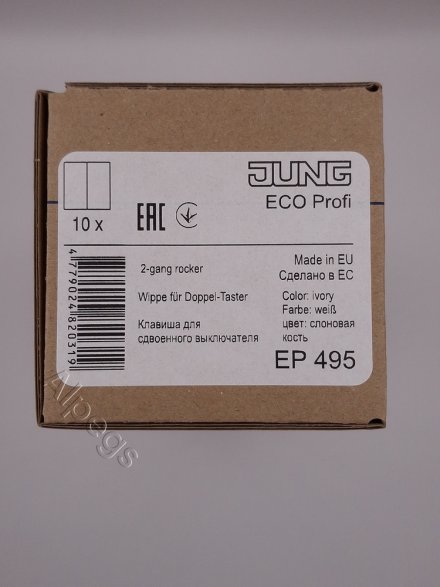 JUNG
ECO Profi
10 x
EAC
4779024820319
2-gang rocker
Wippe für Doppel-Taster
Клавиша для
сдвоенного выключателя
Made in EU
Сделано в ЕС
Color: ivory
Farbe: weiß
цвет: слоновая
кость
EP 495
Alpegs